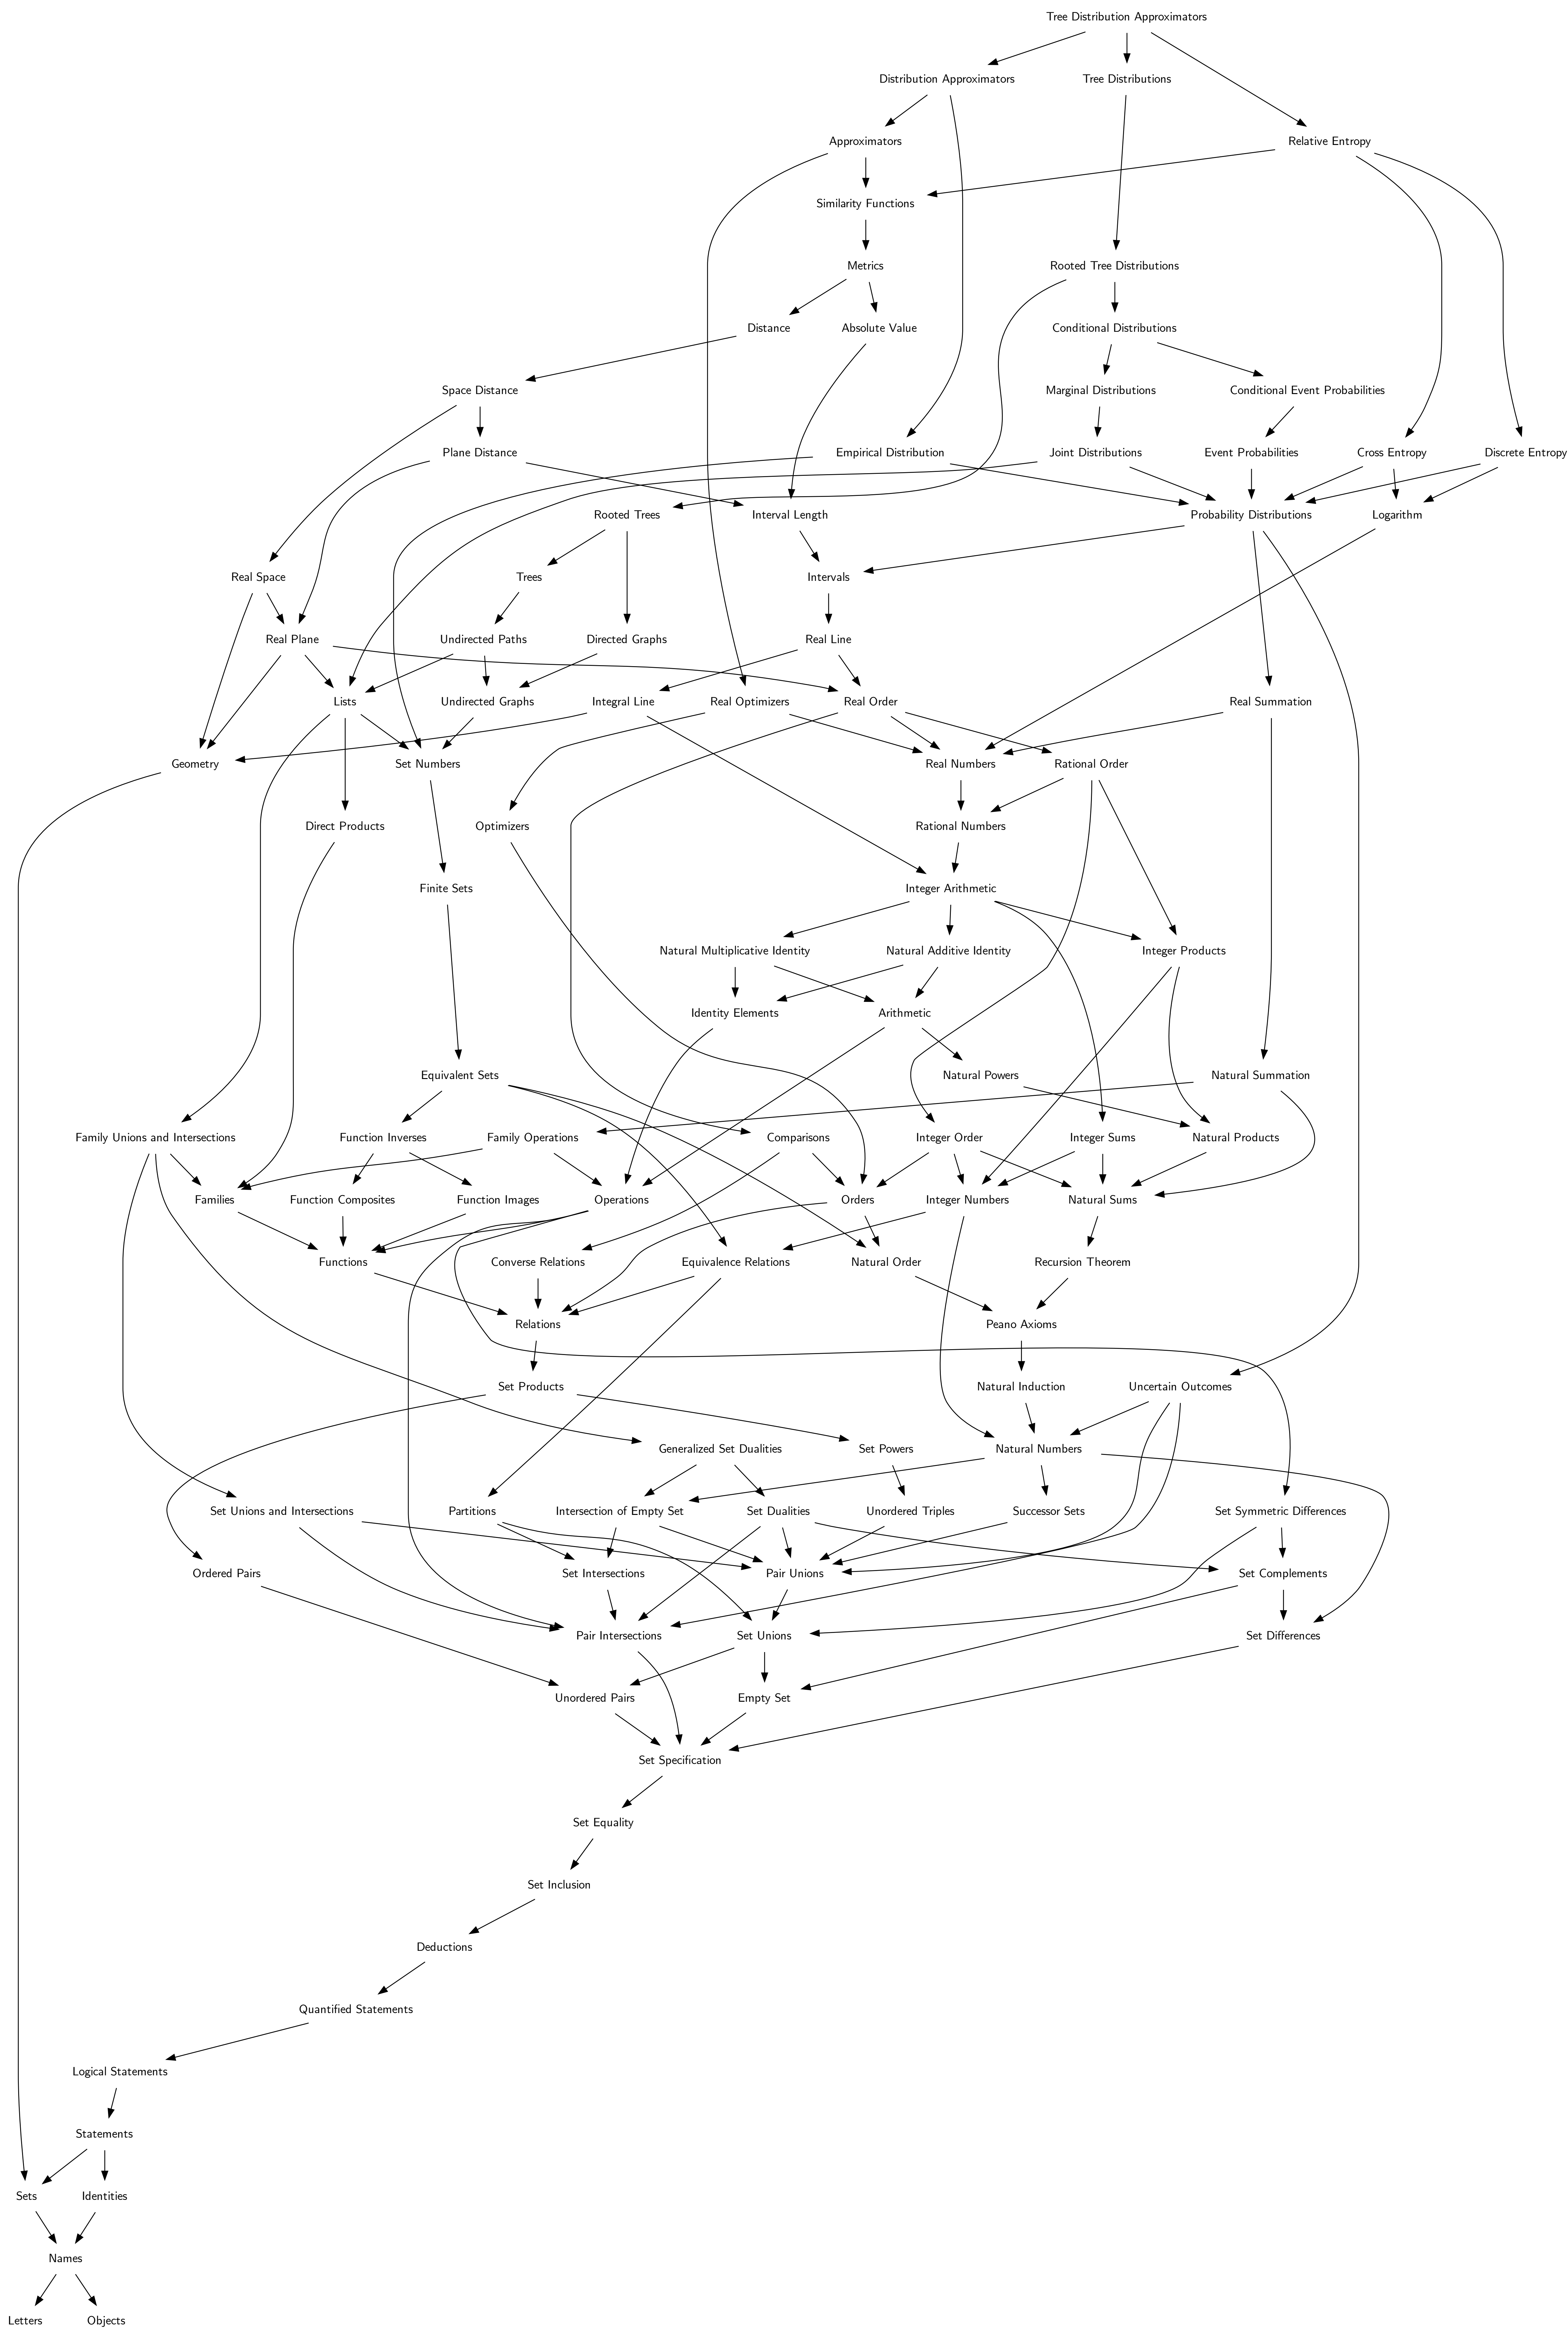 Tree Distribution Approximators
Distribution Approximators
Tree Distributions
Approximators
Relative Entropy
Similarity Functions
Metrics
Rooted Tree Distributions
Distance
Absolute Value
Conditional Distributions
Space Distance
Marginal Distributions
Conditional Event Probabilities
Plane Distance
Empirical Distribution
Joint Distributions
Event Probabilities
Cross Entropy
Discrete Entropy
Rooted Trees
Interval Length
Probability Distributions
Logarithm
Real Space
Trees
Intervals
Real Plane
Undirected Paths
Directed Graphs
Real Line
Lists
Undirected Graphs
Integral Line
Real Optimizers
Real Order
Real Summation
Geometry
Set Numbers
Real Numbers
Rational Order
Direct Products
Optimizers
Rational Numbers
Finite Sets
Integer Arithmetic
Natural Multiplicative Identity
Natural Additive Identity
Integer Products
Identity Elements
Arithmetic
Equivalent Sets
Natural Powers
Natural Summation
Family Unions and Intersections
Function Inverses
Family Operations
Comparisons
Integer Order
Integer Sums
Natural Products
Families
Function Composites
Function Images
Operations
Orders
Integer Numbers
Natural Sums
Functions
Converse Relations
Equivalence Relations
Natural Order
Recursion Theorem
Relations
Peano Axioms
Set Products
Natural Induction
Uncertain Outcomes
Generalized Set Dualities
Set Powers
Natural Numbers
Set Unions and Intersections
Partitions
Intersection of Empty Set
Set Dualities
Unordered Triples
Successor Sets
Set Symmetric Differences
Ordered Pairs
Set Intersections
Pair Unions
Set Complements
Pair Intersections
Set Unions
Set Differences
Unordered Pairs
Empty Set
Set Specification
Set Equality
Set Inclusion
Deductions
Quantified Statements
Logical Statements
Statements
Sets
Identities
Names
Letters
Objects